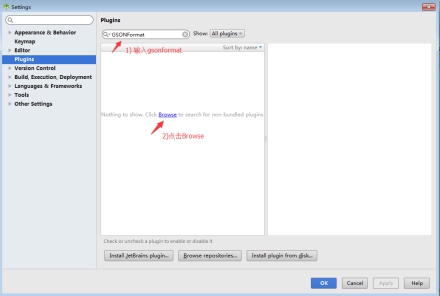 Settings
Plugins
Appearance & Behavior
Keymap
Editor
Plugins
Version Control
Build, Execution, Deployment
Languages & Frameworks
Tools
Other Settings
GSONFormat
Show: All plugins
Sort by: name
1) 输入gsonformat
Nothing to show. Click Browse to search for non-bundled plugins
2)点击Browse
Check or uncheck a plugin to enable or disable it.
Install JetBrains plugin...
Browse repositories...
Install plugin from disk...
OK
Cancel
Apply
Help